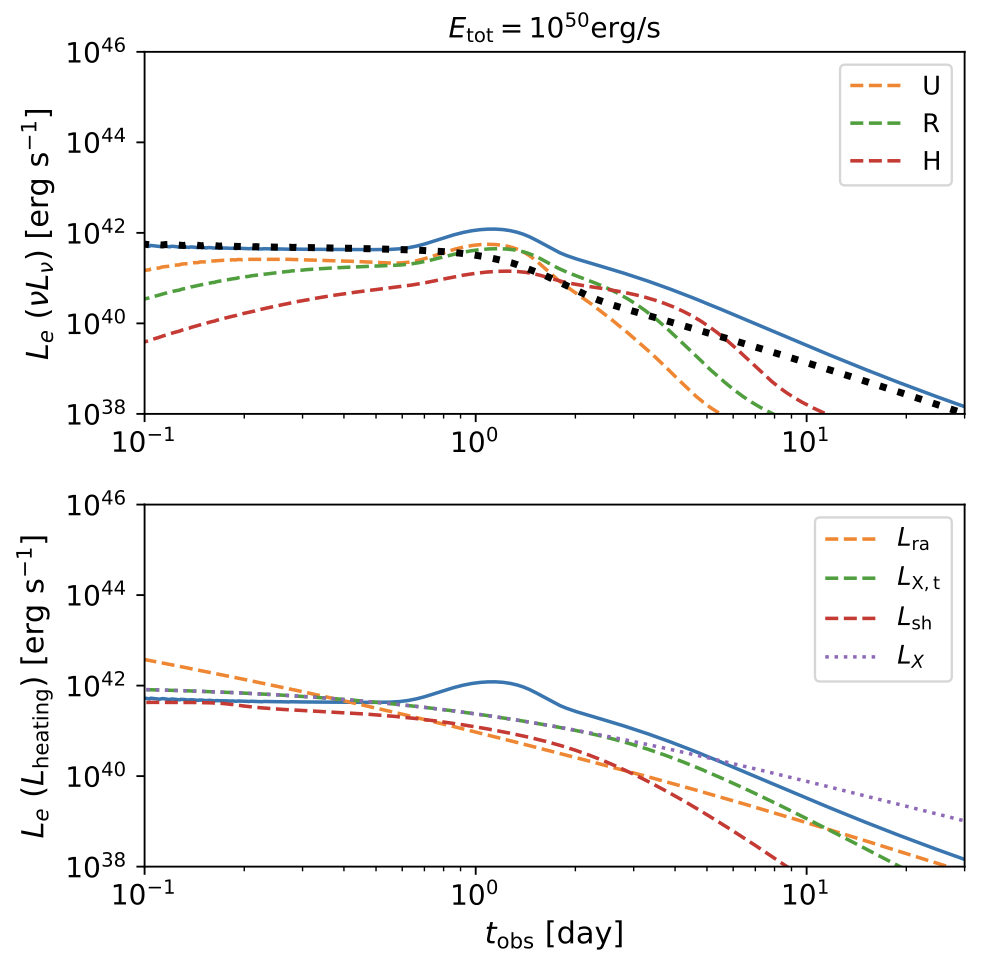 E_tot = 10^50 erg/s
L_e (νL_ν) [erg s^−1]
10^46
10^44
10^42
10^40
10^38
U
R
H
10^−1
10^0
10^1
L_e (L_heating) [erg s^−1]
10^46
10^44
10^42
10^40
10^38
L_ra
L_X, t
L_sh
L_X
10^−1
10^0
10^1
t_obs [day]